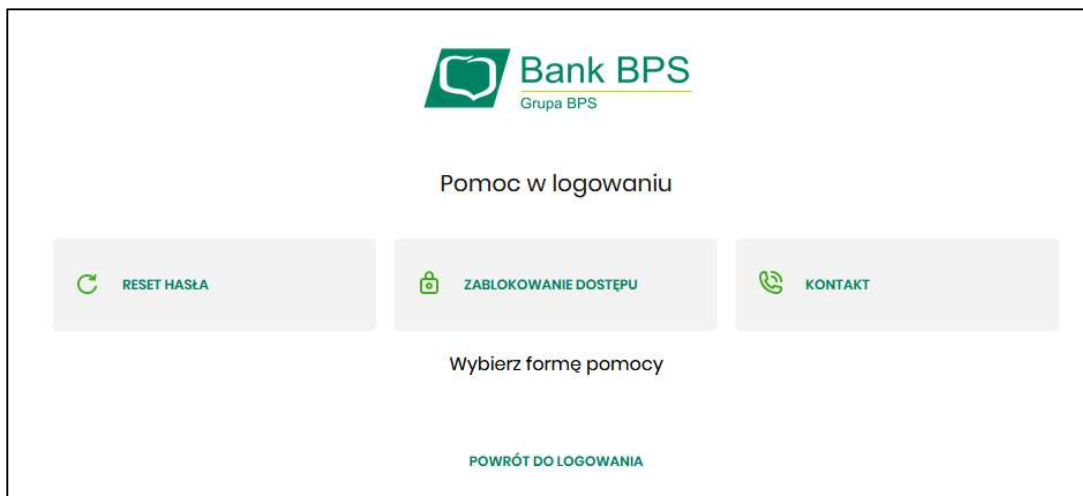 Bank BPS
Grupa BPS
Pomoc w logowaniu
RESET HASŁA
ZABLOKOWANIE DOSTĘPU
KONTAKT
Wybierz formę pomocy
POWRÓT DO LOGOWANIA